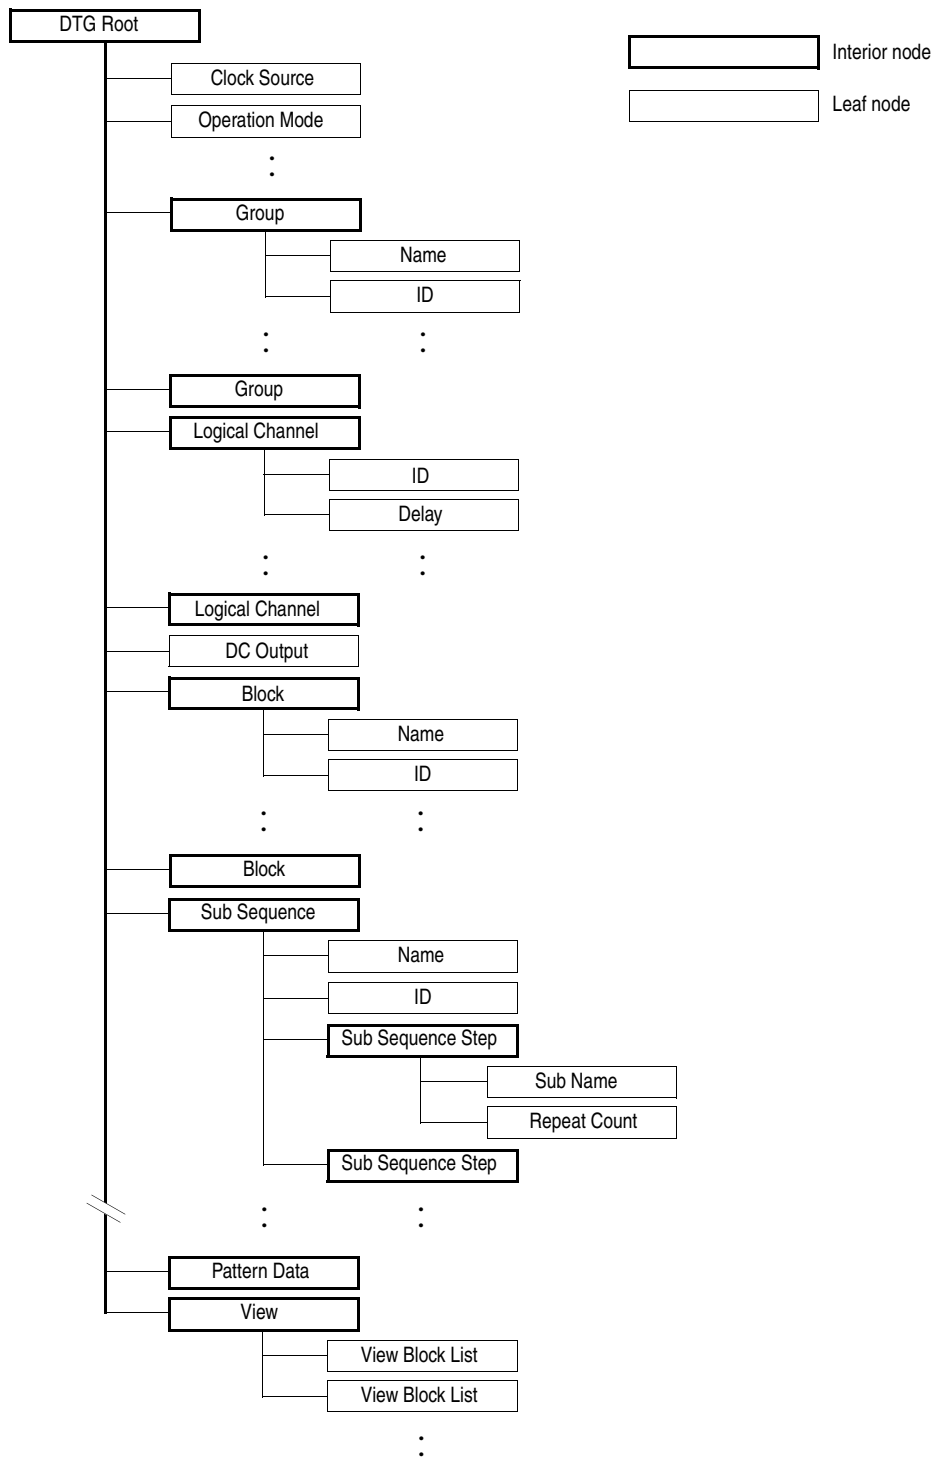 DTG Root
Interior node
Clock Source
Leaf node
Operation Mode
Group
Name
ID
Group
Logical Channel
ID
Delay
Logical Channel
DC Output
Block
Name
ID
Block
Sub Sequence
Name
ID
Sub Sequence Step
Sub Name
Repeat Count
Sub Sequence Step
Pattern Data
View
View Block List
View Block List